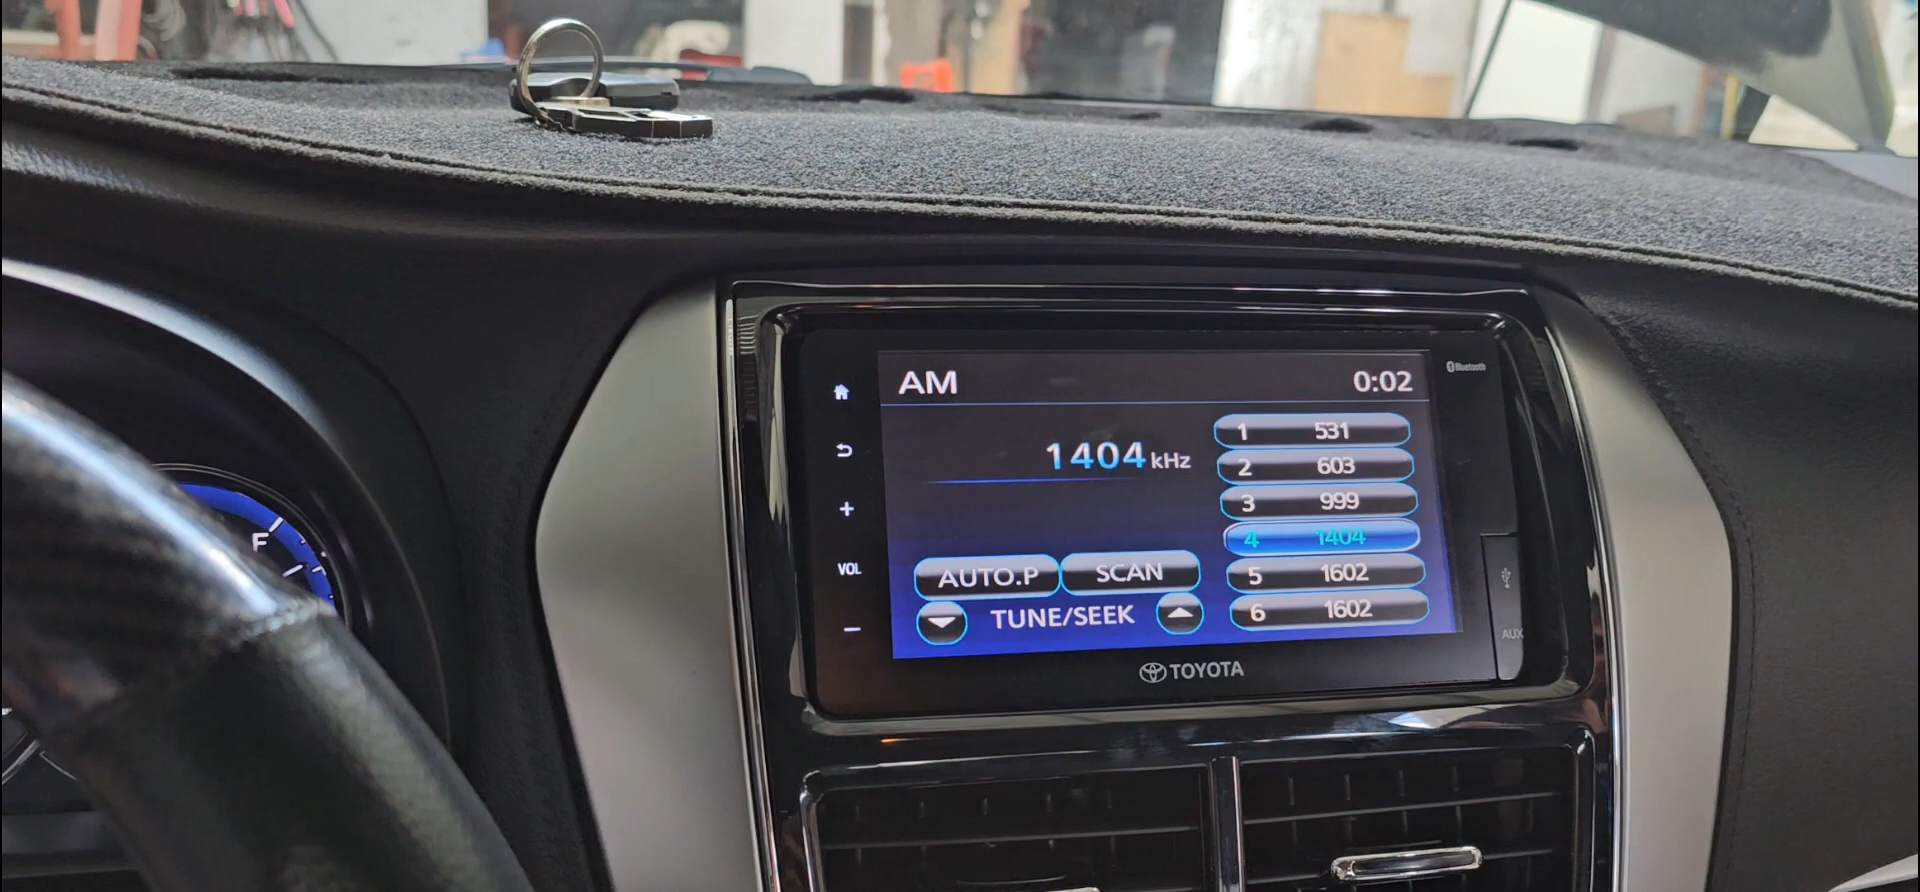 AM 0:02
Bluetooth
1404 kHz
1 531
2 603
3 999
4 1404
5 1602
6 1602
AUTO.P SCAN
TUNE/SEEK
+
VOL
−
AUX
TOYOTA
F